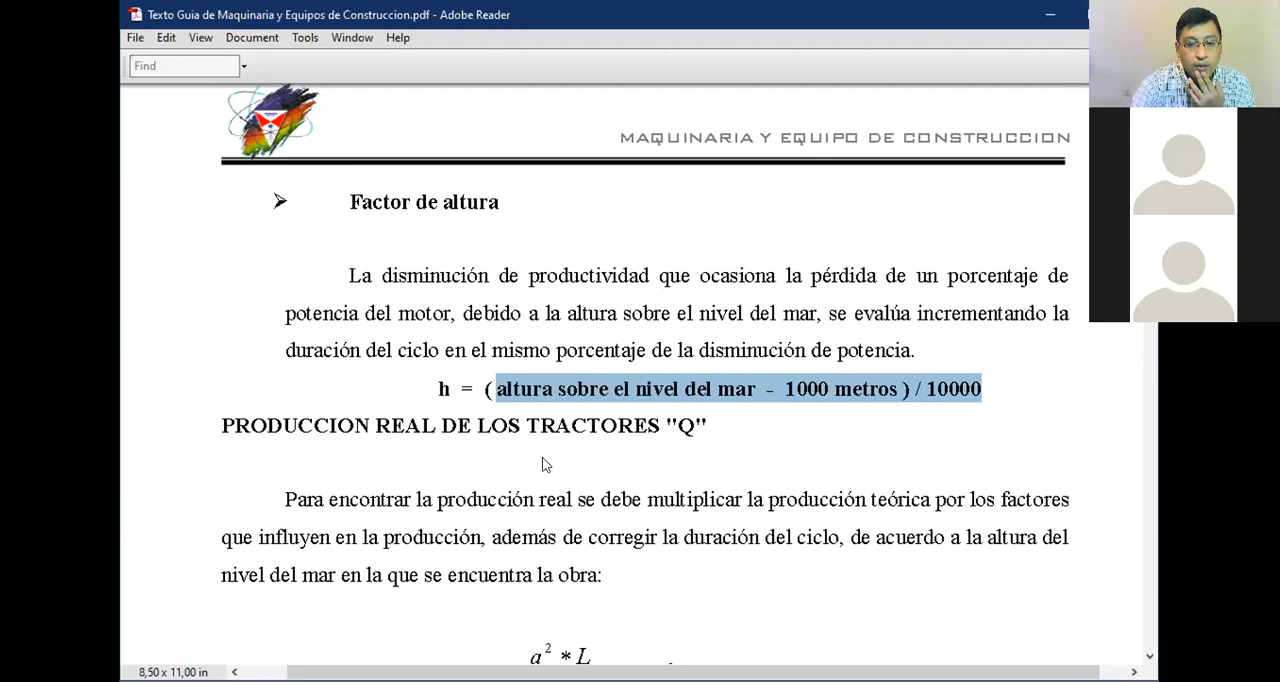 Texto Guia de Maquinaria y Equipos de Construccion.pdf - Adobe Reader
File Edit View Document Tools Window Help
Find
MAQUINARIA Y EQUIPO DE CONSTRUCCION
➢ Factor de altura
La disminución de productividad que ocasiona la pérdida de un porcentaje de
potencia del motor, debido a la altura sobre el nivel del mar, se evalúa incrementando la
duración del ciclo en el mismo porcentaje de la disminución de potencia.
h = ( altura sobre el nivel del mar - 1000 metros ) / 10000
PRODUCCION REAL DE LOS TRACTORES "Q"
Para encontrar la producción real se debe multiplicar la producción teórica por los factores
que influyen en la producción, además de corregir la duración del ciclo, de acuerdo a la altura del
nivel del mar en la que se encuentra la obra:
a² * L
8,50 x 11,00 in